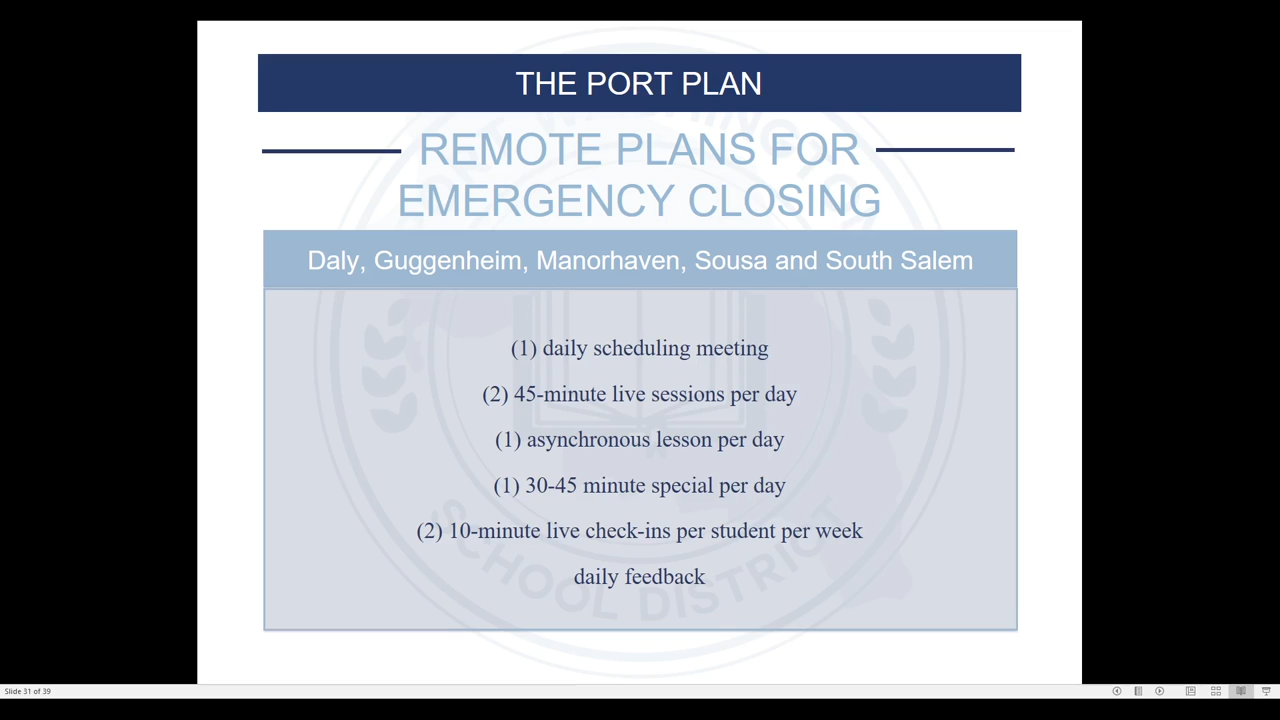 THE PORT PLAN
REMOTE PLANS FOR
EMERGENCY CLOSING
Daly, Guggenheim, Manorhaven, Sousa and South Salem
(1) daily scheduling meeting
(2) 45-minute live sessions per day
(1) asynchronous lesson per day
(1) 30-45 minute special per day
(2) 10-minute live check-ins per student per week
daily feedback
SCHOOL DISTRICT
Slide 31 of 39